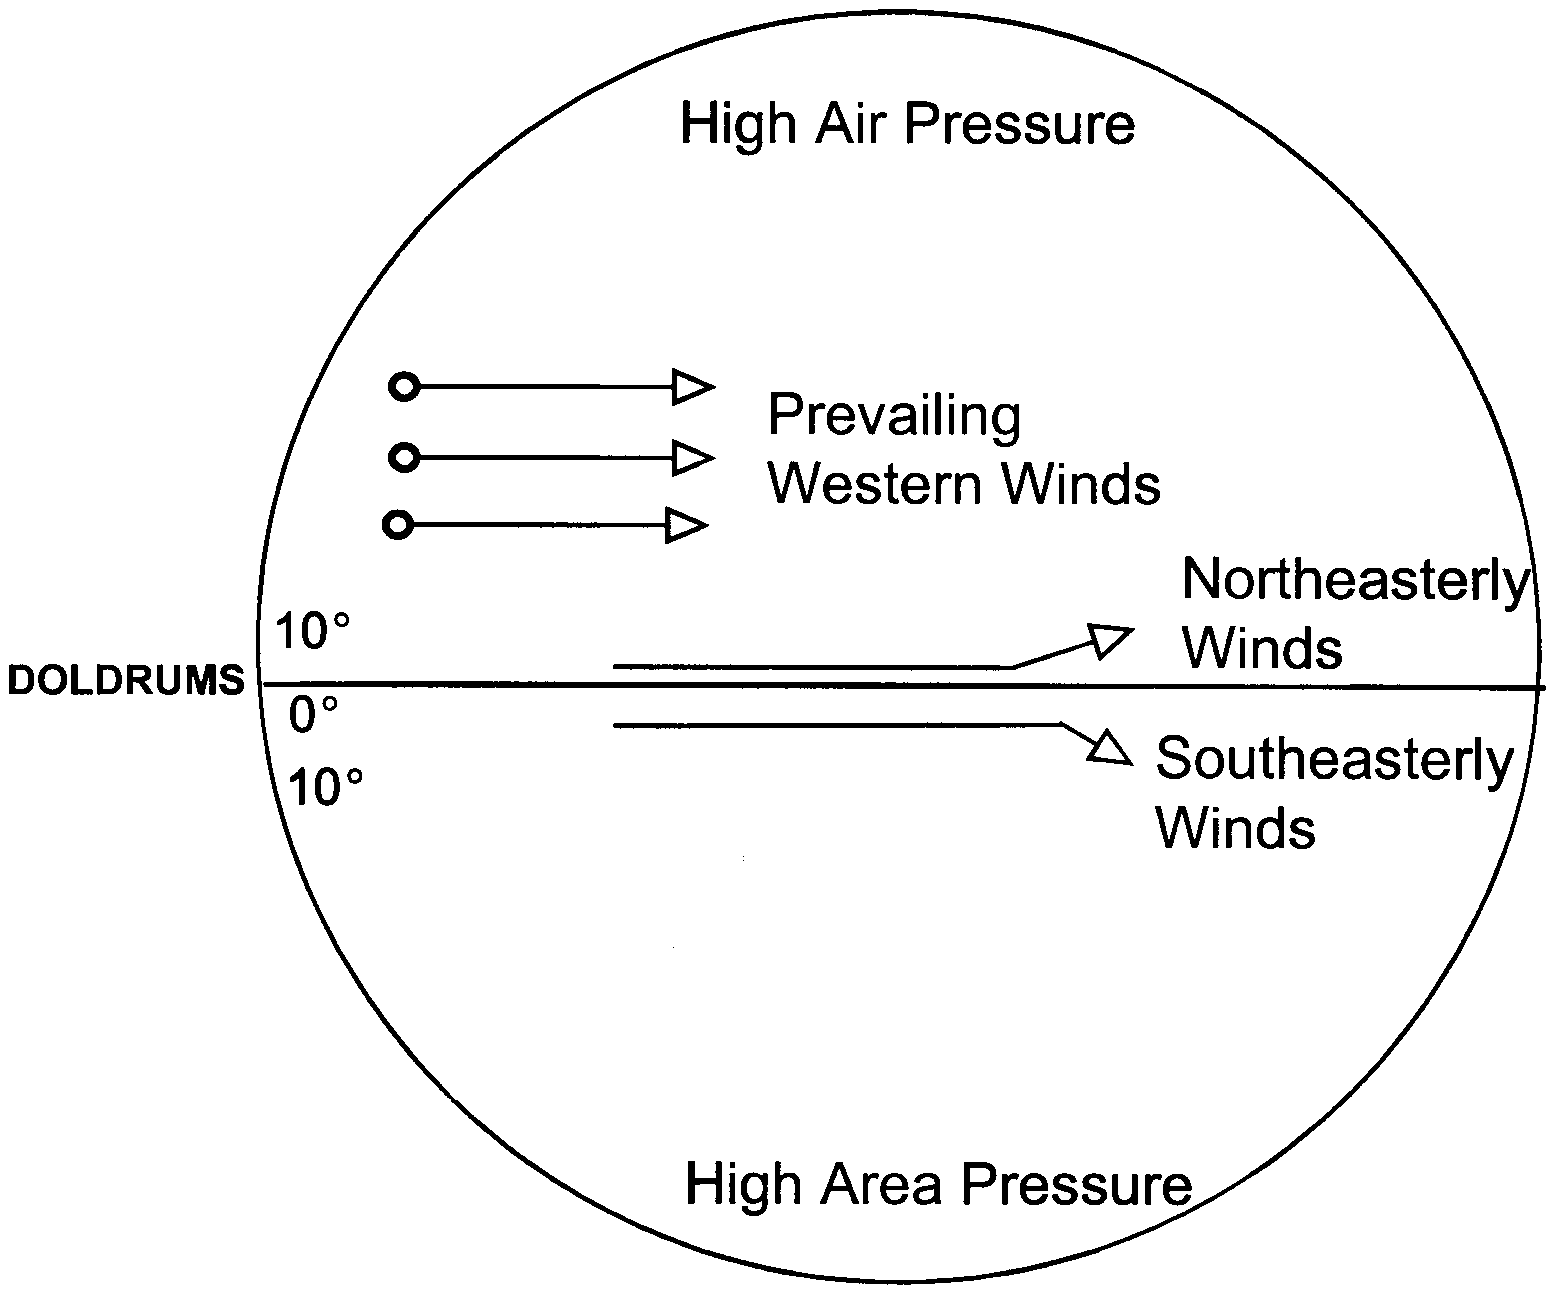 High Air Pressure
Prevailing
Western Winds
Northeasterly
Winds
10°
DOLDRUMS
0°
10°
Southeasterly
Winds
High Area Pressure